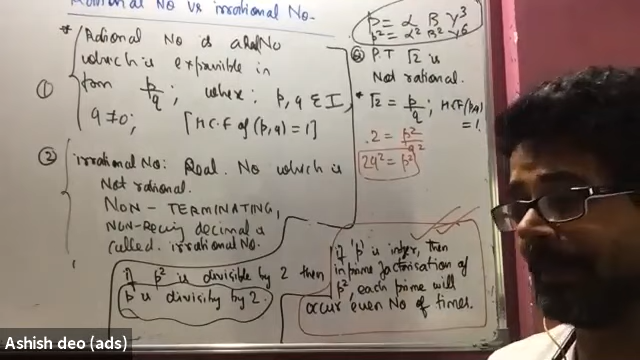 Rational No vs irrational No.
* Rational No is a Real No
which is expressible in
① form p/q ; where; p, q ∈ I,
q ≠ 0; [H.C.F of (p, q) = 1]
② irrational No: Real. No which is
Not rational.
NON - TERMINATING,
NON-Recurring decimal is
called. irrational No.
if p² is divisible by 2 then
p is divisity by 2.
p = α β γ3
p² = α² β² γ6
P.T √2 is
Not rational.
* √2 = p/q ; HCF(p,q)
= 1.
2 = p²/q²
2q² = p²
if 'p' is integer, then
in prime factorisation of
p², each prime will
occur even No of times.
Ashish deo (ads)